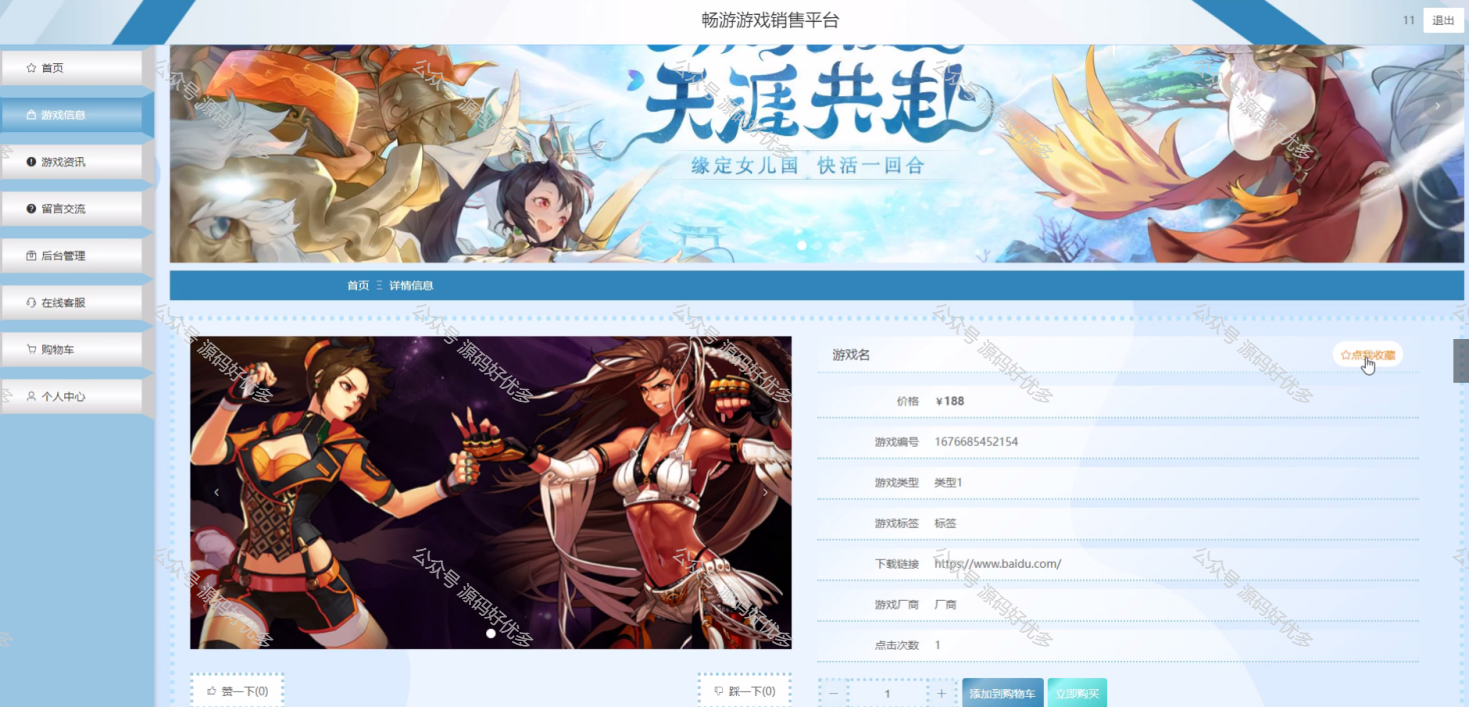 畅游游戏销售平台
11
退出
首页
游戏信息
游戏资讯
留言交流
后台管理
在线客服
购物车
个人中心
天涯共赴
缘定女儿国 快活一回合
首页 Ξ 详情信息
游戏名
☆点我收藏
价格 ¥188
游戏编号 1676685452154
游戏类型 类型1
游戏标签 标签
下载链接 https://www.baidu.com/
游戏厂商 厂商
点击次数 1
赞一下(0)
踩一下(0)
− 1 +
添加到购物车
立即购买
公众号 源码好优多